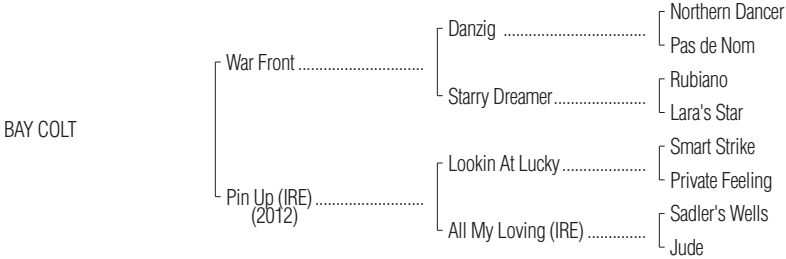 Northern Dancer
Danzig ..................................
Pas de Nom
War Front ..............................
Rubiano
Starry Dreamer......................
Lara's Star
BAY COLT
Smart Strike
Lookin At Lucky....................
Private Feeling
Pin Up (IRE) ..........................
(2012)
Sadler's Wells
All My Loving (IRE) ..............
Jude